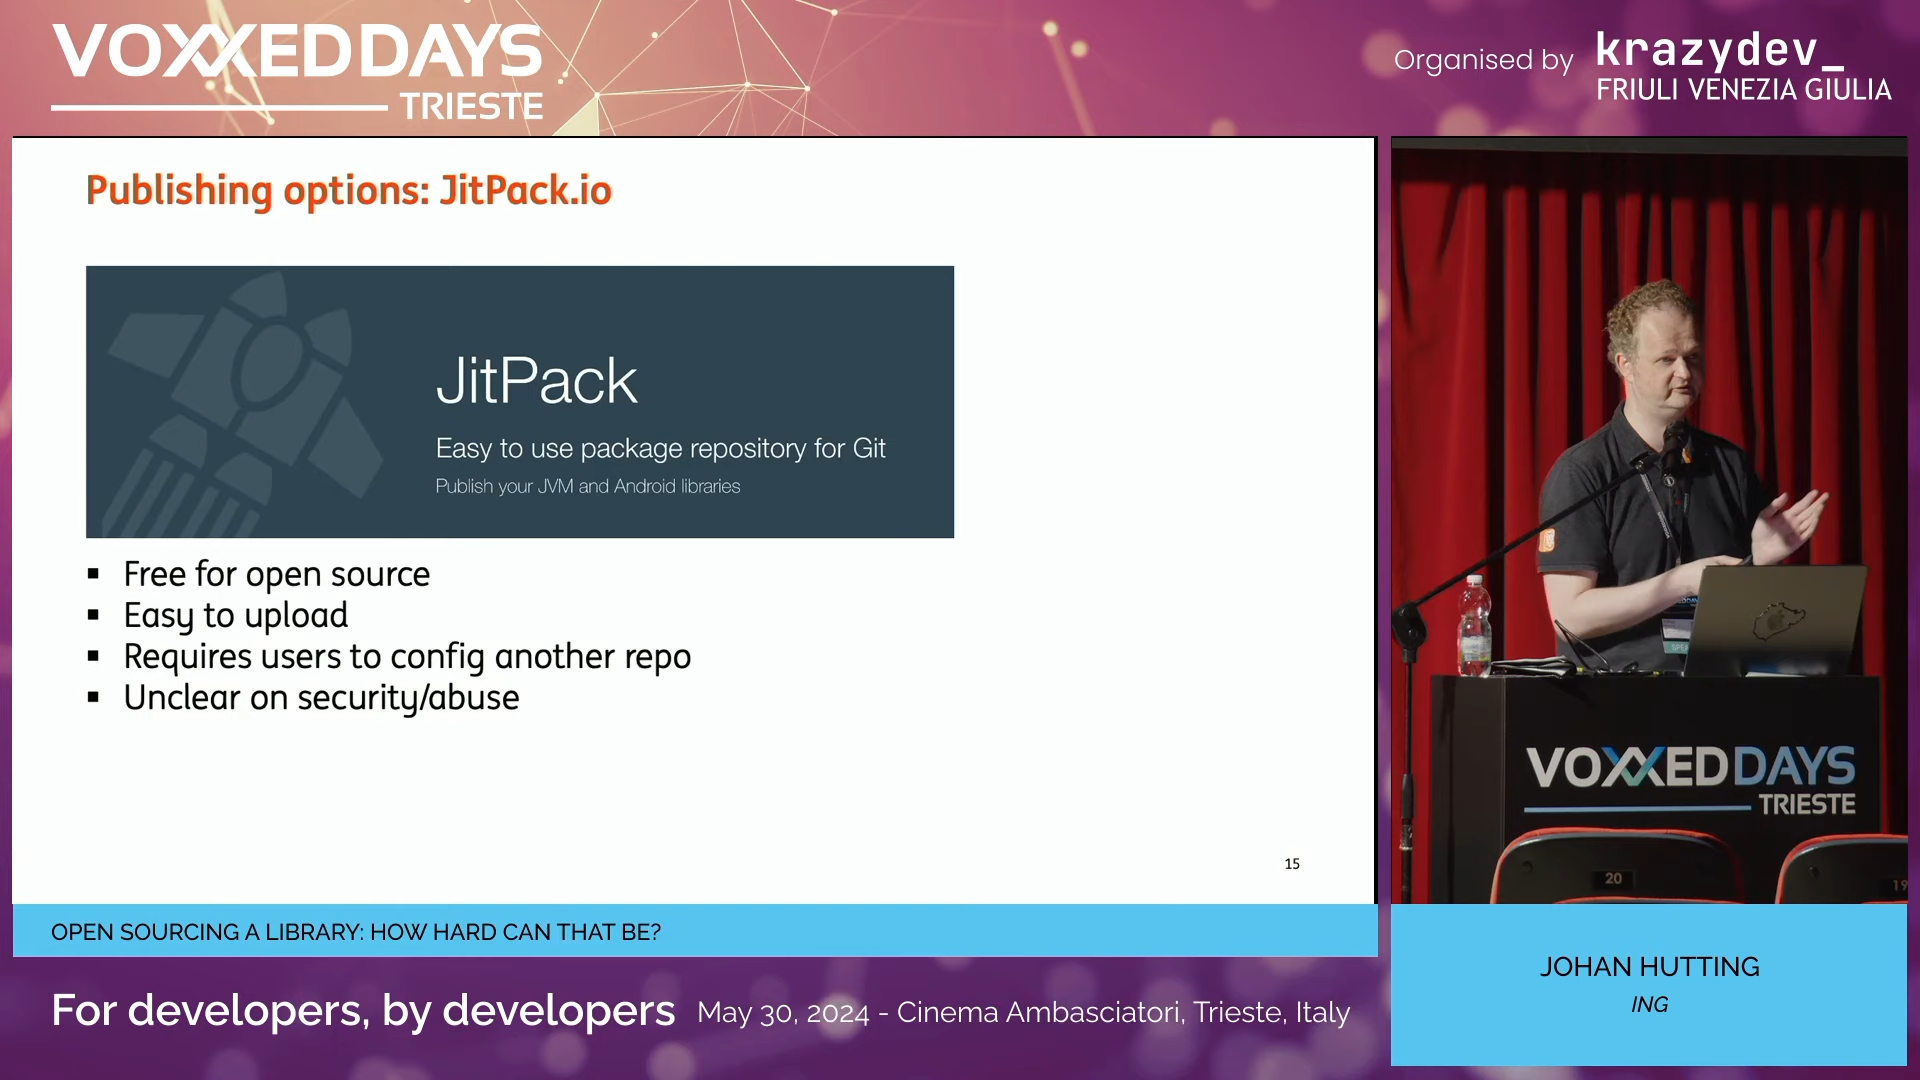 VOXXEDDAYS
TRIESTE
Organised by
krazydev_
FRIULI VENEZIA GIULIA
Publishing options: JitPack.io
JitPack
Easy to use package repository for Git
Publish your JVM and Android libraries
▪ Free for open source
▪ Easy to upload
▪ Requires users to config another repo
▪ Unclear on security/abuse
15
VOXXEDDAYS
TRIESTE
20
19
OPEN SOURCING A LIBRARY: HOW HARD CAN THAT BE?
JOHAN HUTTING
ING
For developers, by developers
May 30, 2024 - Cinema Ambasciatori, Trieste, Italy